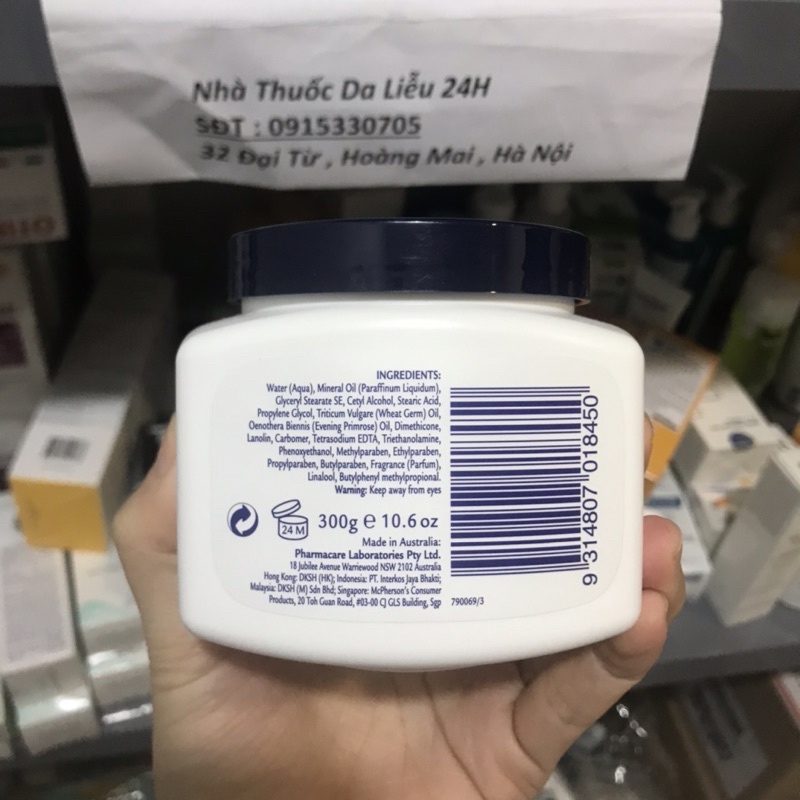 Nhà Thuốc Da Liễu 24H
SĐT : 0915330705
32 Đại Từ , Hoàng Mai , Hà Nội
INGREDIENTS:
Water (Aqua), Mineral Oil (Paraffinum Liquidum),
Glyceryl Stearate SE, Cetyl Alcohol, Stearic Acid,
Propylene Glycol, Triticum Vulgare (Wheat Germ) Oil,
Oenothera Biennis (Evening Primrose) Oil, Dimethicone,
Lanolin, Carbomer, Tetrasodium EDTA, Triethanolamine,
Phenoxyethanol, Methylparaben, Ethylparaben,
Propylparaben, Butylparaben, Fragrance (Parfum),
Linalool, Butylphenyl methylpropional.
Warning: Keep away from eyes
24 M
300g e 10.6 oz
Made in Australia:
Pharmacare Laboratories Pty Ltd.
18 Jubilee Avenue Warriewood NSW 2102 Australia
Hong Kong: DKSH (HK); Indonesia: PT. Interkos Jaya Bhakti;
Malaysia: DKSH (M) Sdn Bhd; Singapore: McPherson's Consumer
Products, 20 Toh Guan Road, #03-00 CJ GLS Building, Sgp
790069/3
9 314807 018450